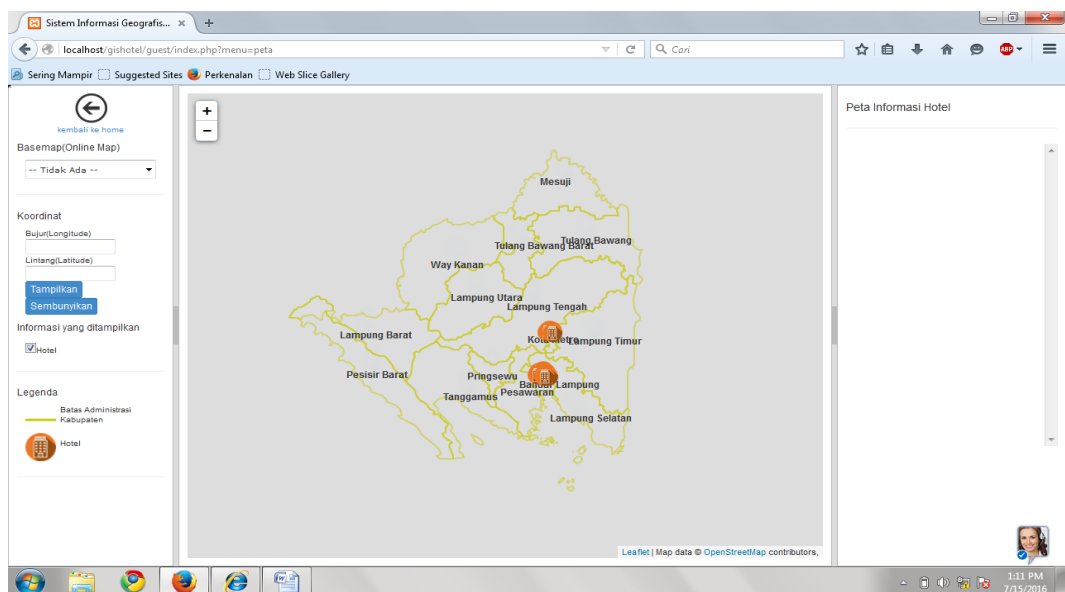 Sistem Informasi Geografis...
localhost/gishotel/guest/index.php?menu=peta
Cari
ABP
Sering Mampir Suggested Sites Perkenalan Web Slice Gallery
kembali ke home
Basemap(Online Map)
-- Tidak Ada --
Koordinat
Bujur(Longitude)
Lintang(Latitude)
Tampilkan
Sembunyikan
Informasi yang ditampilkan
Hotel
Legenda
Batas Administrasi
Kabupaten
Hotel
+
−
Mesuji
Tulang Bawang
Tulang Bawang Barat
Way Kanan
Lampung Utara
Lampung Tengah
Lampung Barat
Kota Metro
Lampung Timur
Pesisir Barat
Pringsewu
Bandar Lampung
Pesawaran
Tanggamus
Lampung Selatan
Leaflet | Map data © OpenStreetMap contributors,
Peta Informasi Hotel
1:11 PM
7/15/2016